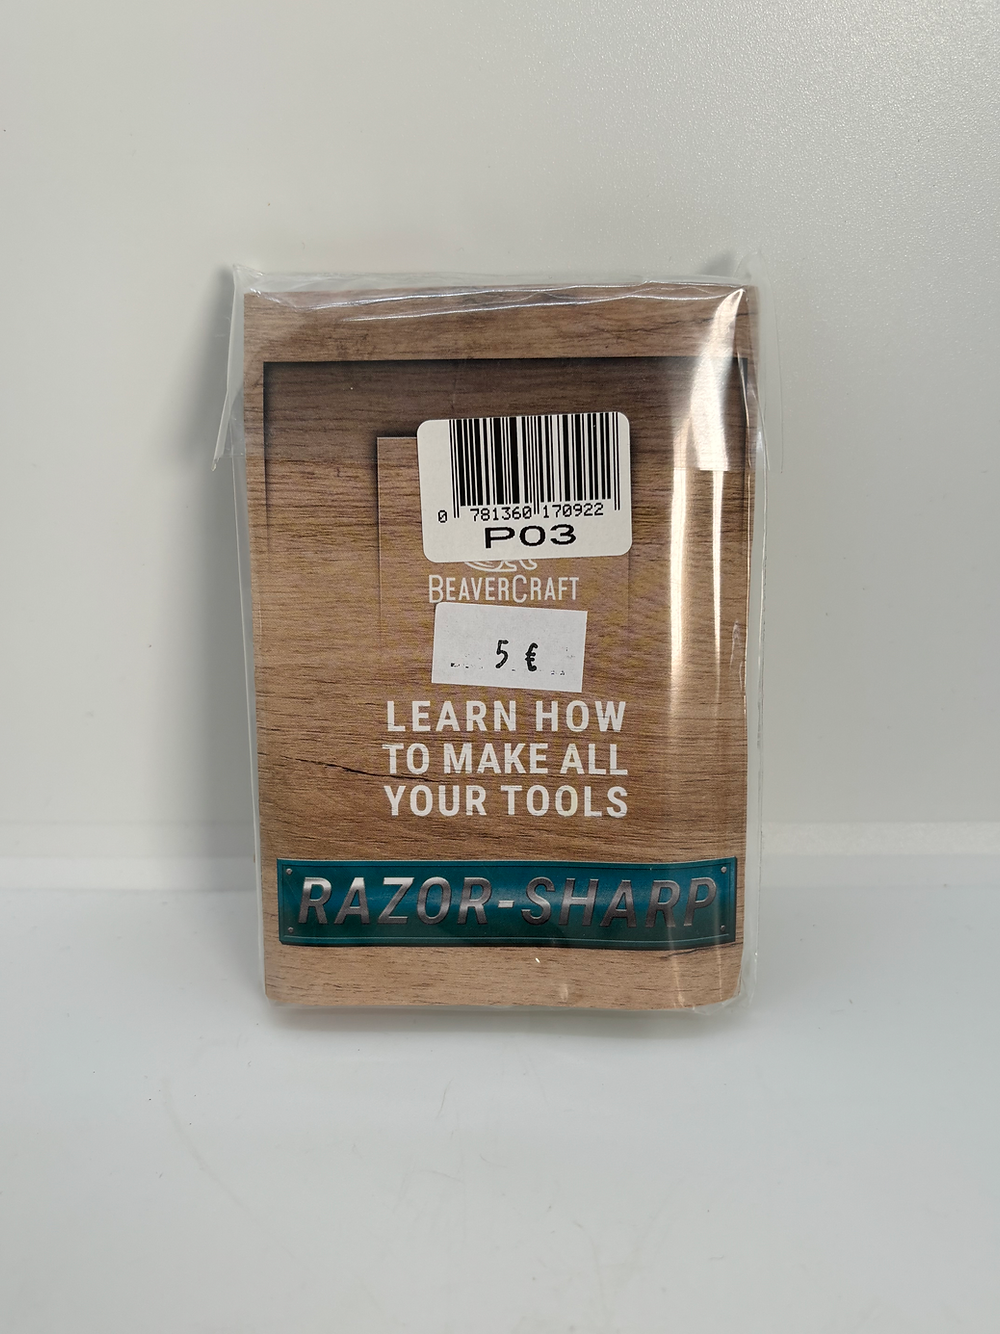 0 781360 170922
P03
BEAVERCRAFT
5 €
LEARN HOW
TO MAKE ALL
YOUR TOOLS
RAZOR-SHARP